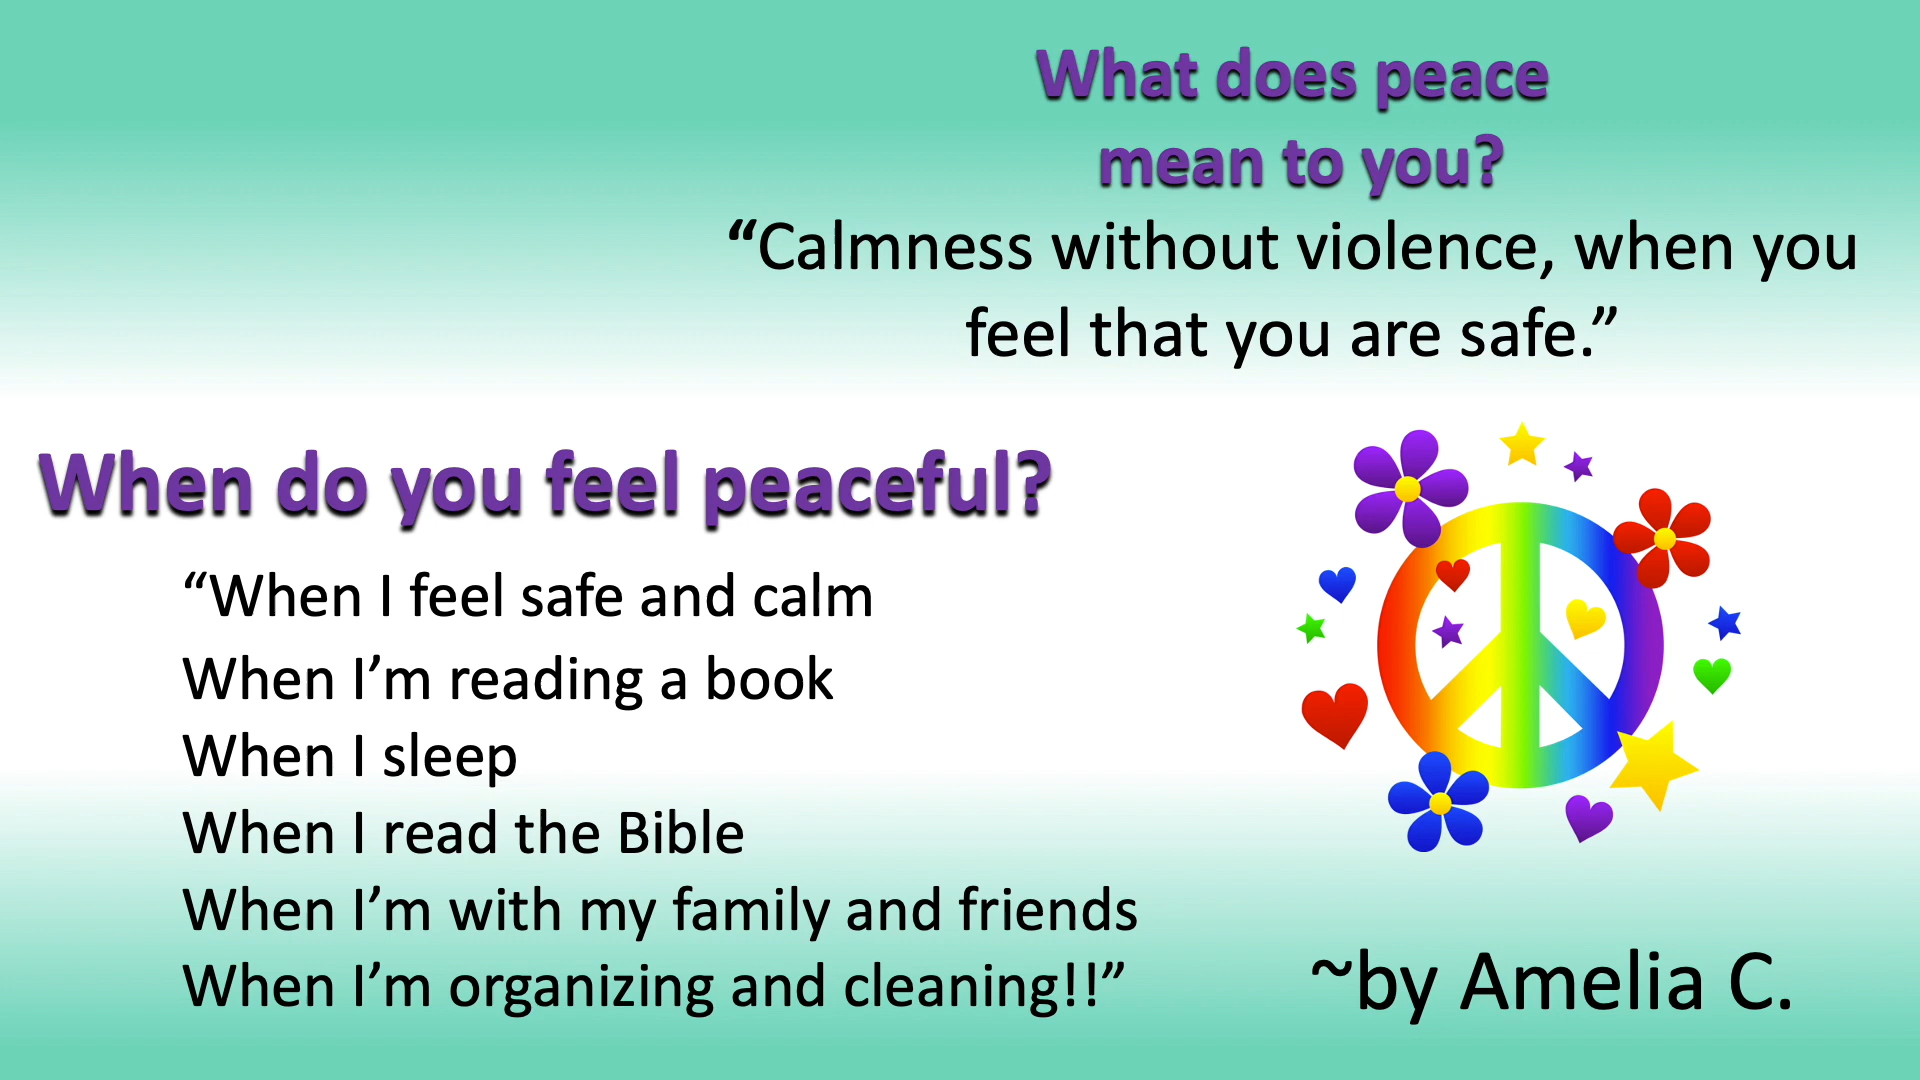 What does peace
mean to you?
“Calmness without violence, when you
feel that you are safe.”
When do you feel peaceful?
“When I feel safe and calm
When I’m reading a book
When I sleep
When I read the Bible
When I’m with my family and friends
When I’m organizing and cleaning!!”
~by Amelia C.